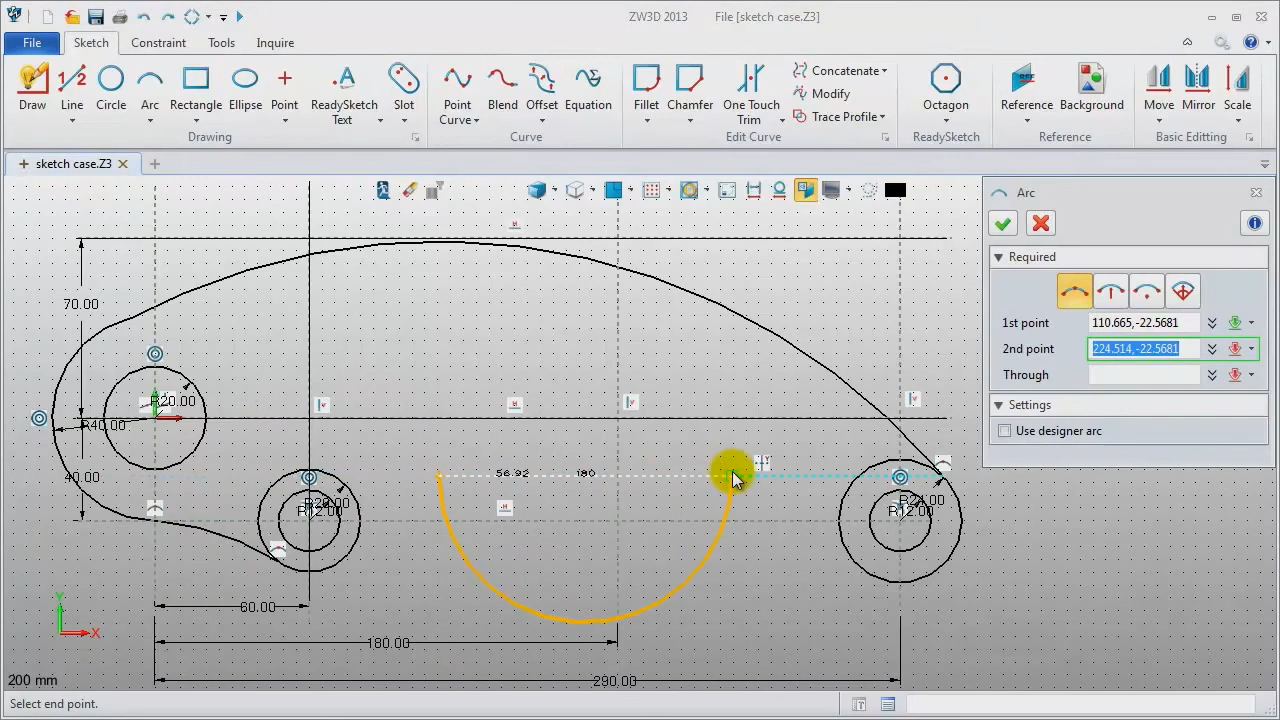 ZW3D 2013 File [sketch case.Z3]
File Sketch Constraint Tools Inquire
Draw Line Circle Arc Rectangle Ellipse Point ReadySketch Text Slot
Drawing
Point Curve Blend Offset Equation
Curve
Fillet Chamfer One Touch Trim
Concatenate
Modify
Trace Profile
Edit Curve
Octagon
ReadySketch
Reference Background
Reference
Move Mirror Scale
Basic Editing
sketch case.Z3
Arc
Required
1st point 110.665,-22.5681
2nd point 224.514,-22.5681
Through
Settings
Use designer arc
70.00
R20.00
R40.00
40.00
56.92 180
R20.00
R12.00
R24.00
R12.00
60.00
180.00
290.00
Y
X
200 mm
Select end point.